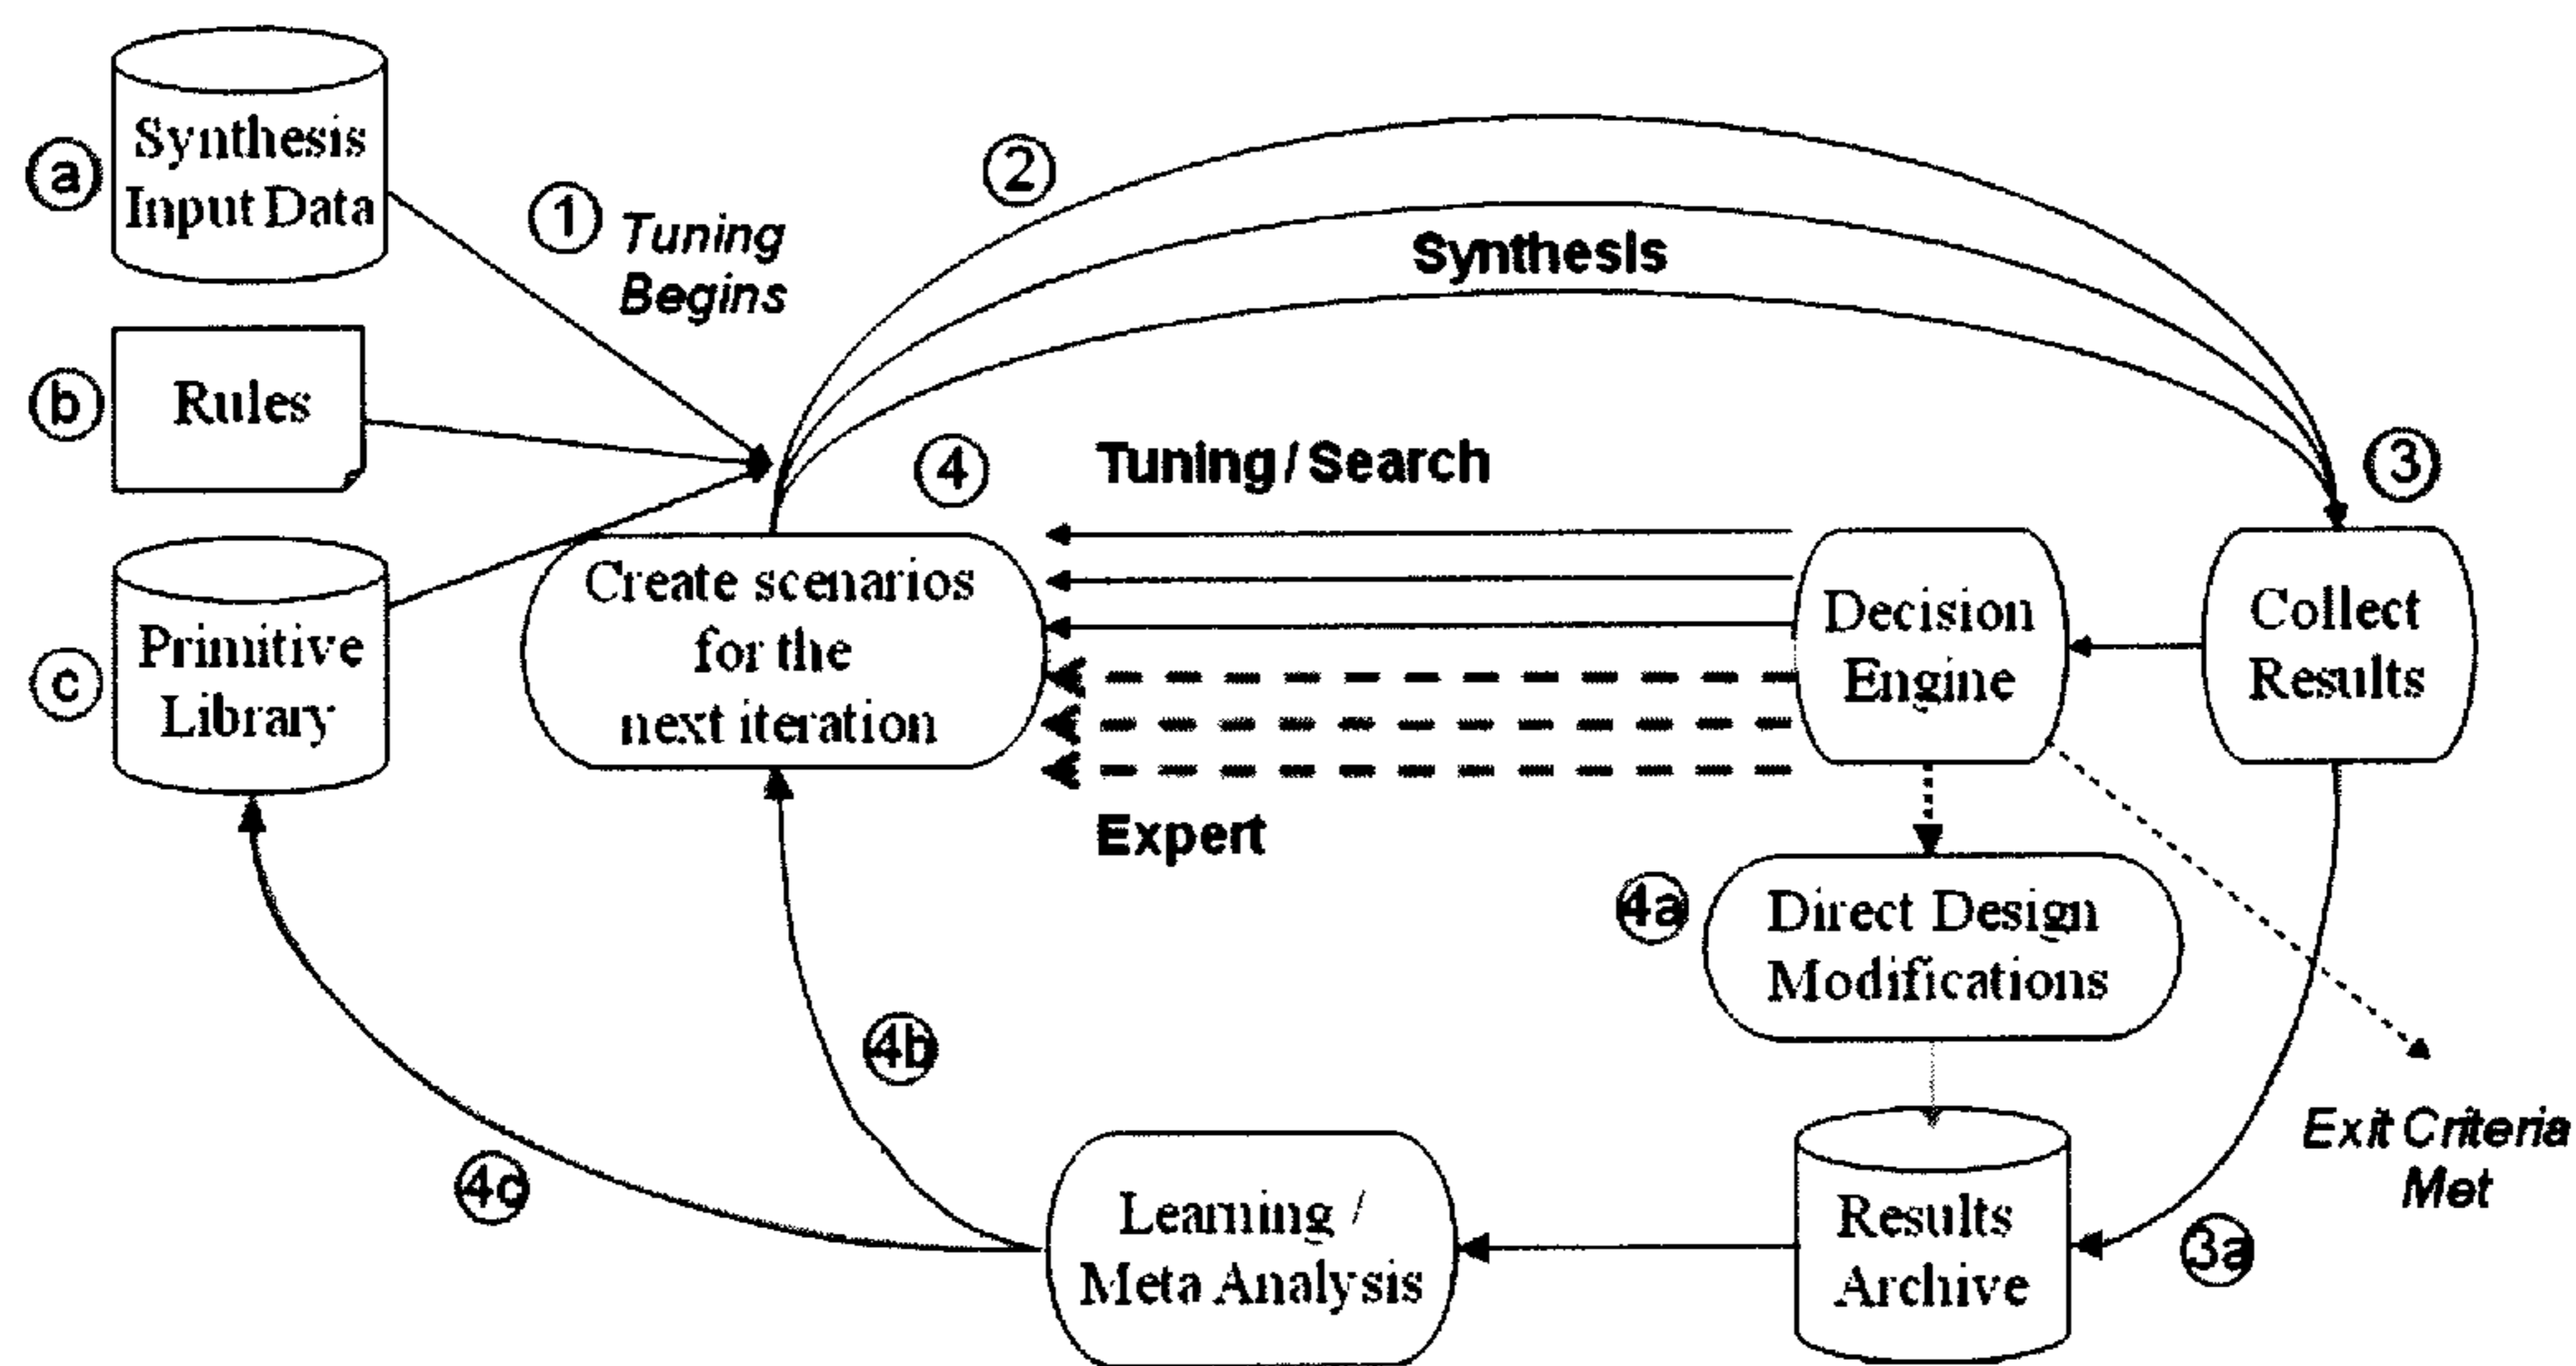 a
Synthesis
Input Data
1
Tuning
Begins
2
Synthesis
b
Rules
4
Tuning / Search
3
c
Primitive
Library
Create scenarios
for the
next iteration
Decision
Engine
Collect
Results
Expert
4a
Direct Design
Modifications
4b
Exit Criteria
Met
4c
Learning /
Meta Analysis
Results
Archive
3a